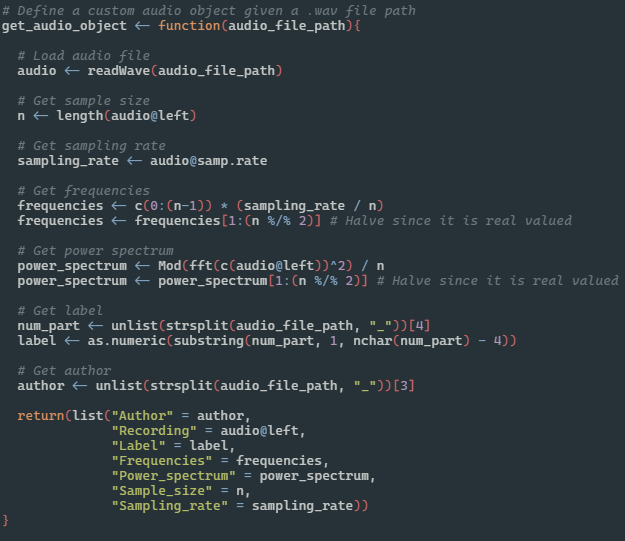 # Define a custom audio object given a .wav file path
get_audio_object <- function(audio_file_path){
  # Load audio file
  audio <- readWave(audio_file_path)
  # Get sample size
  n <- length(audio@left)
  # Get sampling rate
  sampling_rate <- audio@samp.rate
  # Get frequencies
  frequencies <- c(0:(n-1)) * (sampling_rate / n)
  frequencies <- frequencies[1:(n %/% 2)] # Halve since it is real valued
  # Get power spectrum
  power_spectrum <- Mod(fft(c(audio@left))^2) / n
  power_spectrum <- power_spectrum[1:(n %/% 2)] # Halve since it is real valued
  # Get label
  num_part <- unlist(strsplit(audio_file_path, "_"))[4]
  label <- as.numeric(substring(num_part, 1, nchar(num_part) - 4))
  # Get author
  author <- unlist(strsplit(audio_file_path, "_"))[3]
  return(list("Author" = author,
              "Recording" = audio@left,
              "Label" = label,
              "Frequencies" = frequencies,
              "Power_spectrum" = power_spectrum,
              "Sample_size" = n,
              "Sampling_rate" = sampling_rate))
}